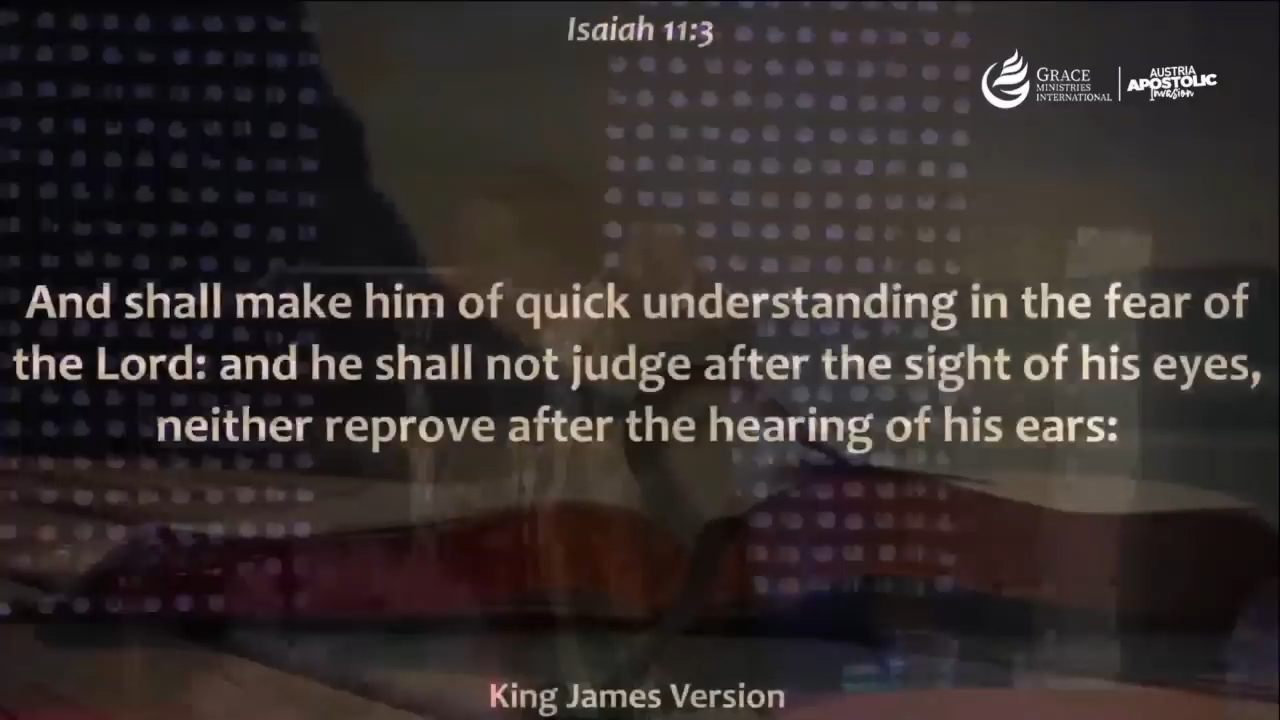 Isaiah 11:3
GRACE
MINISTRIES
INTERNATIONAL
AUSTRIA
APOSTOLIC
Invasion
And shall make him of quick understanding in the fear of
the Lord: and he shall not judge after the sight of his eyes,
neither reprove after the hearing of his ears:
King James Version